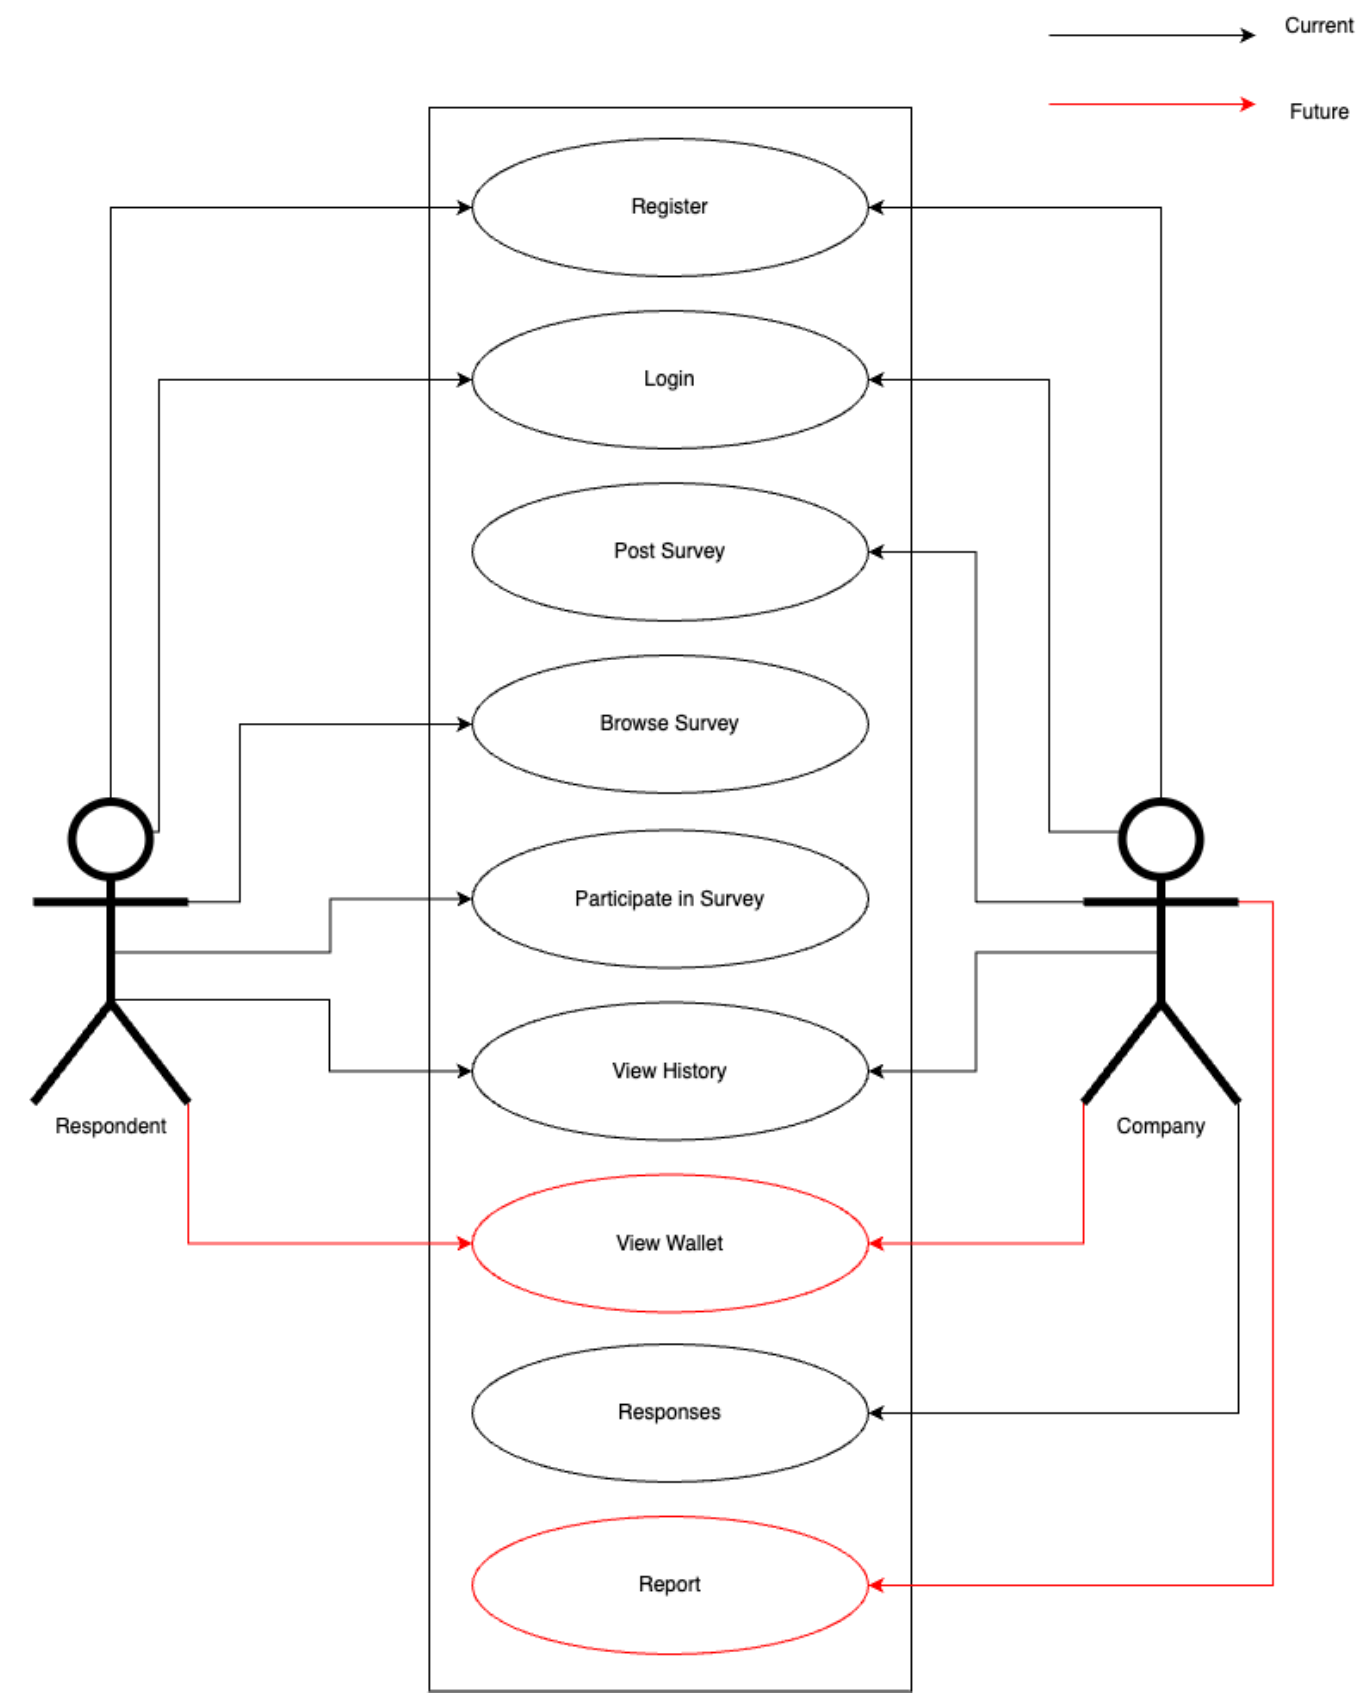 Current
Future
Register
Login
Post Survey
Browse Survey
Participate in Survey
View History
Respondent
Company
View Wallet
Responses
Report